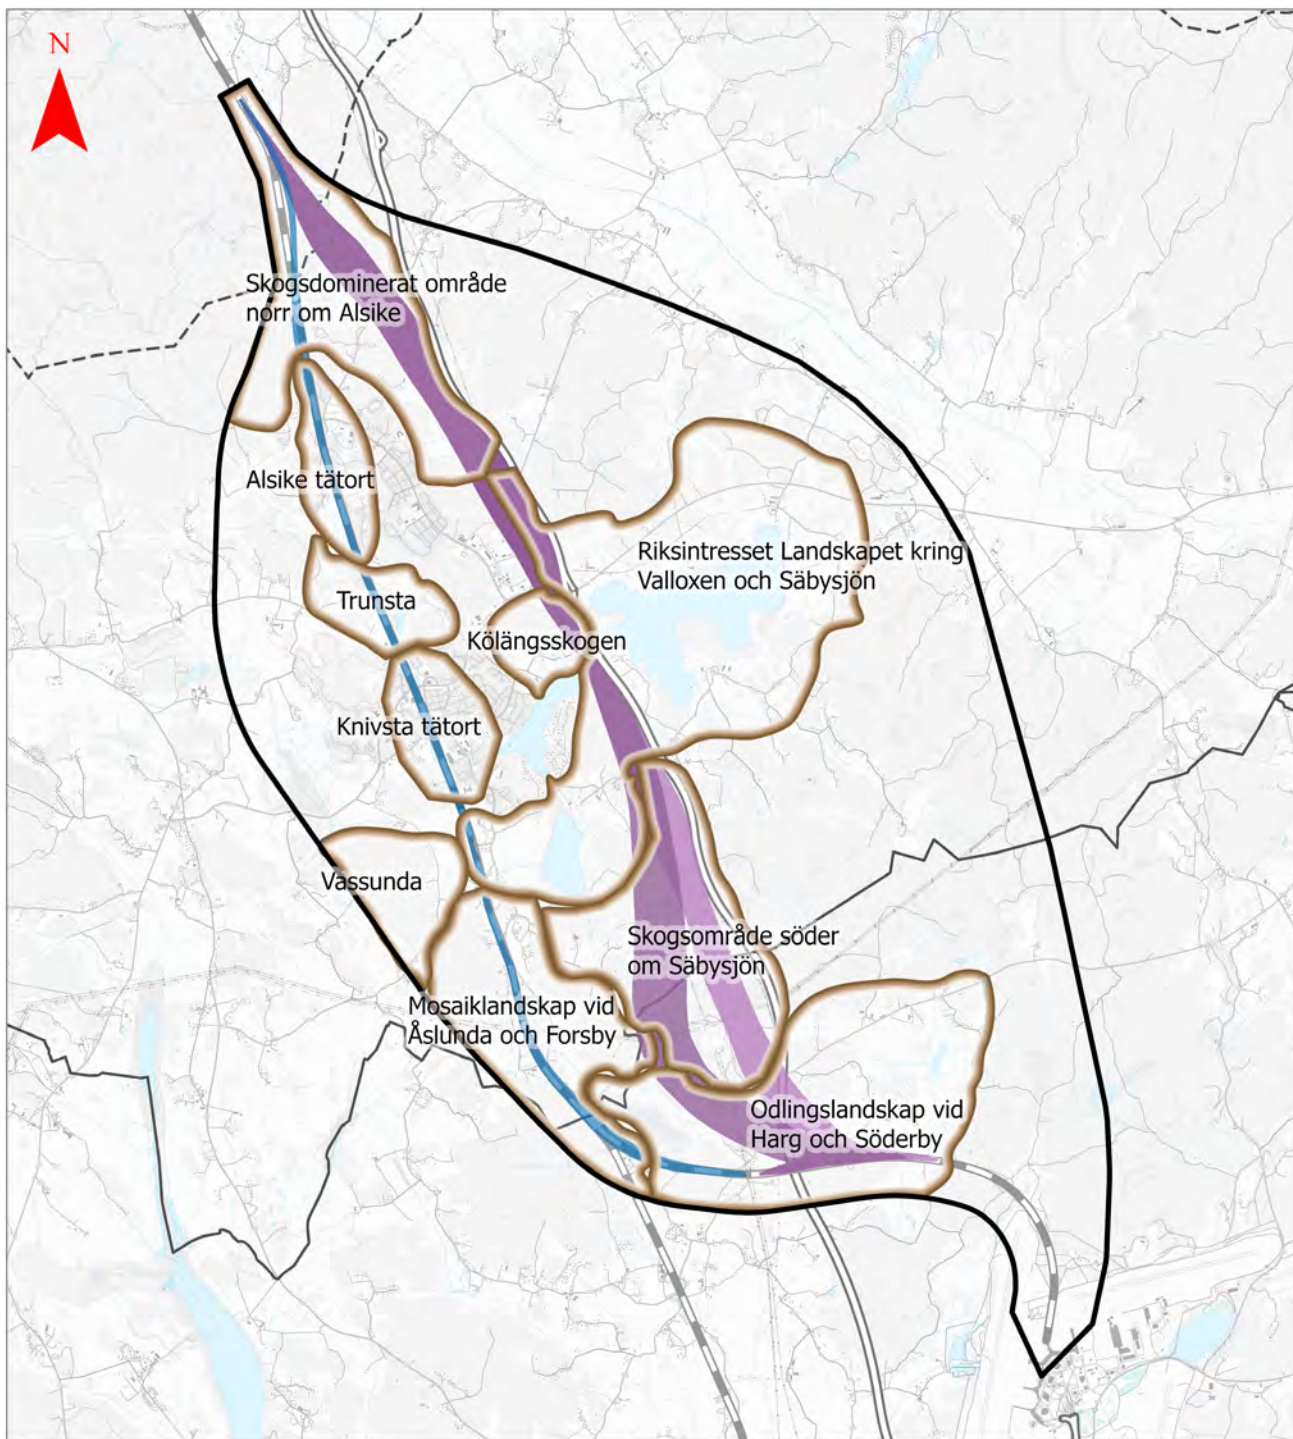 N
Skogsdominerat område
norr om Alsike
Alsike tätort
Riksintresset Landskapet kring
Valloxen och Säbysjön
Trunsta
Kölängsskogen
Knivsta tätort
Vassunda
Skogsområde söder
om Säbysjön
Mosaiklandskap vid
Åslunda och Forsby
Odlingslandskap vid
Harg och Söderby